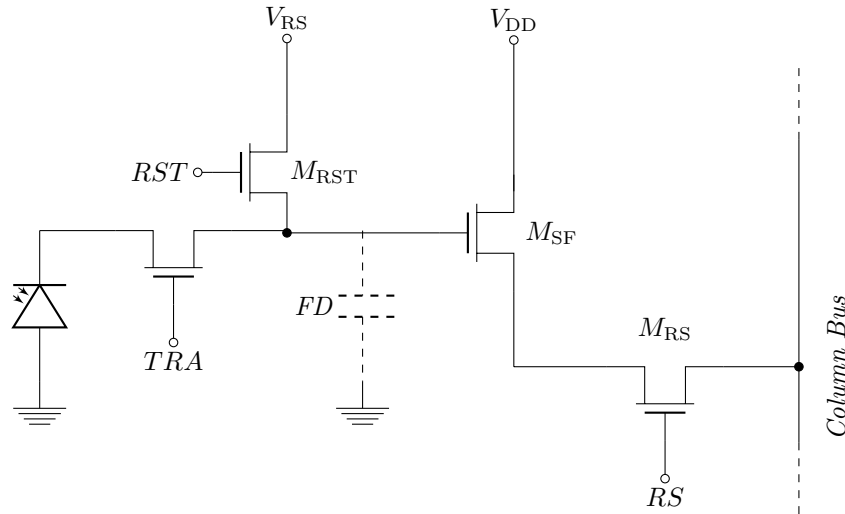 V_RS
V_DD
RST
M_RST
M_SF
FD
M_RS
TRA
Column Bus
RS